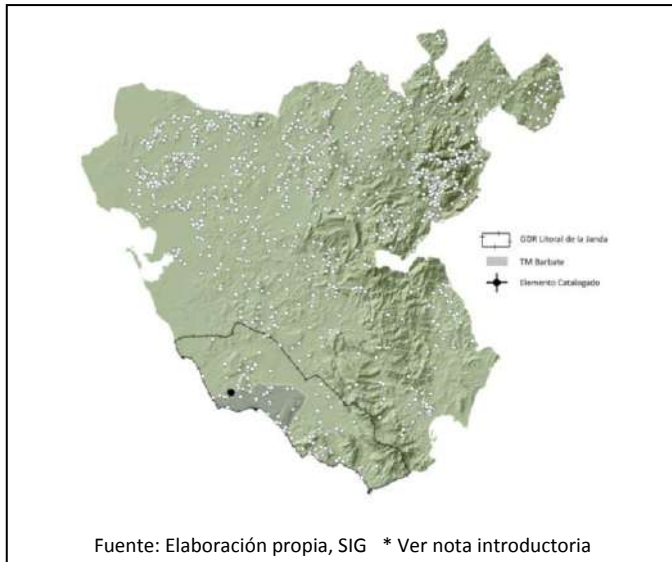 GDR Litoral de la Janda
TM Barbate
Elemento Catalogado
Fuente: Elaboración propia, SIG * Ver nota introductoria